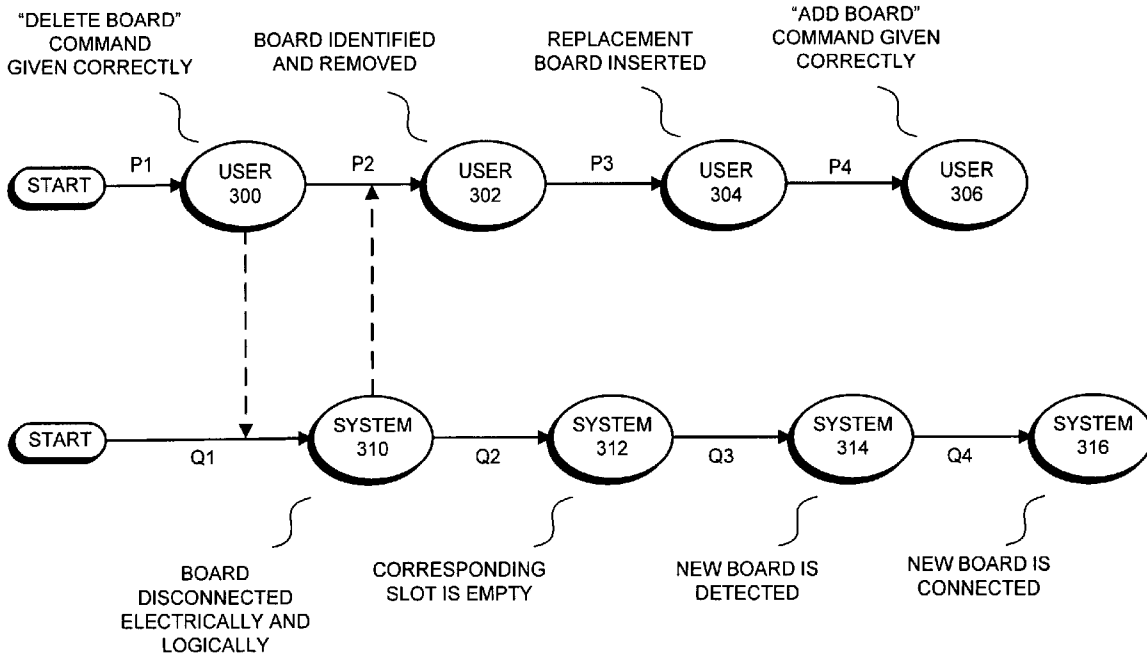 "DELETE BOARD"
COMMAND
GIVEN CORRECTLY
BOARD IDENTIFIED
AND REMOVED
REPLACEMENT
BOARD INSERTED
"ADD BOARD"
COMMAND GIVEN
CORRECTLY
START
P1
USER
300
P2
USER
302
P3
USER
304
P4
USER
306
START
Q1
SYSTEM
310
Q2
SYSTEM
312
Q3
SYSTEM
314
Q4
SYSTEM
316
BOARD
DISCONNECTED
ELECTRICALLY AND
LOGICALLY
CORRESPONDING
SLOT IS EMPTY
NEW BOARD IS
DETECTED
NEW BOARD IS
CONNECTED